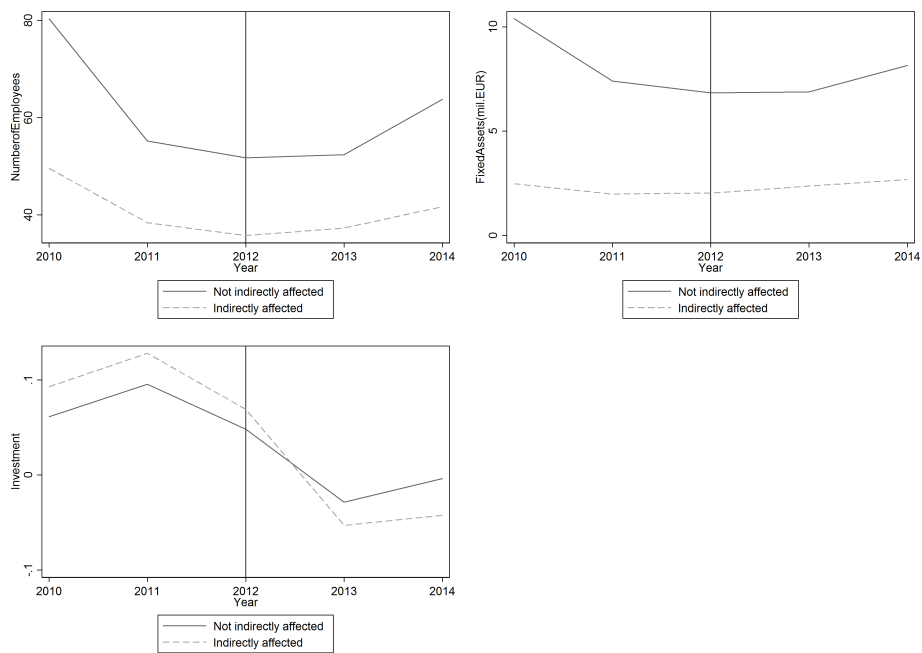 NumberofEmployees
80
60
40
2010 2011 2012 2013 2014
Year
Not indirectly affected
Indirectly affected
FixedAssets(mil.EUR)
10
5
0
2010 2011 2012 2013 2014
Year
Not indirectly affected
Indirectly affected
Investment
.1
0
-.1
2010 2011 2012 2013 2014
Year
Not indirectly affected
Indirectly affected